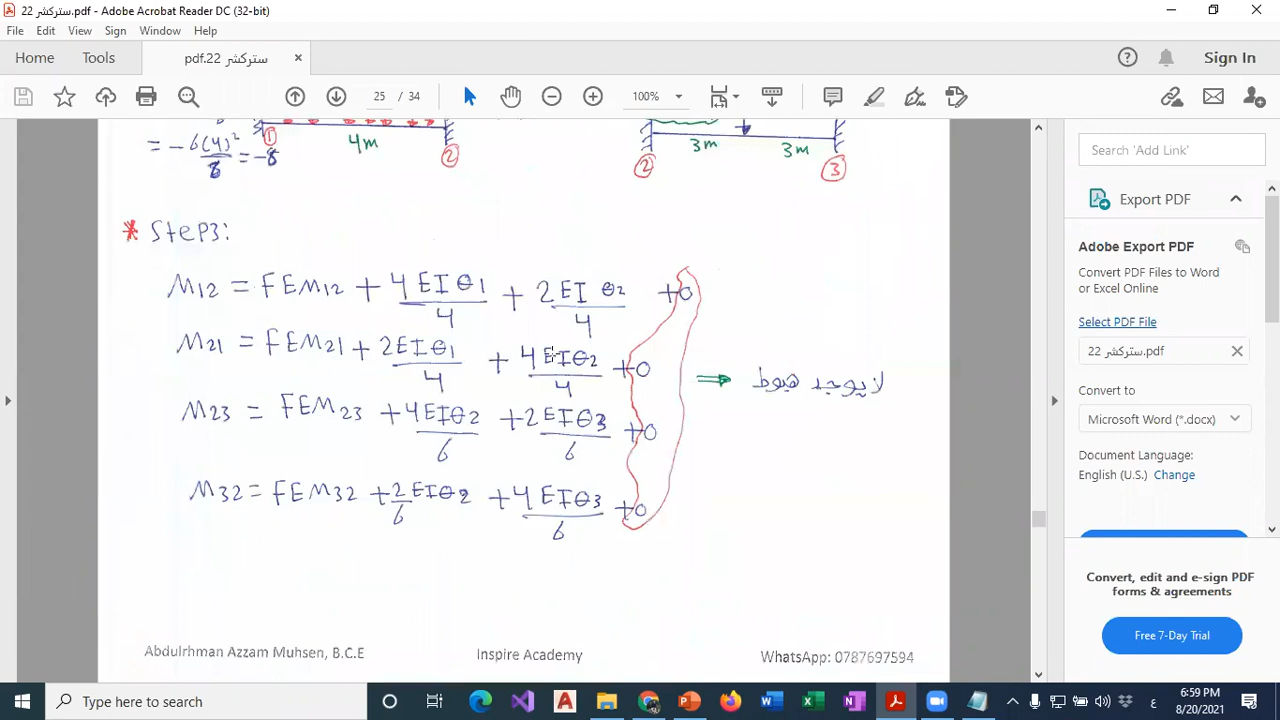 22 ستركشر.pdf - Adobe Acrobat Reader DC (32-bit)
File Edit View Sign Window Help
Home Tools 22 ستركشر.pdf × Sign In
25 / 34 100%
= -6(4)²/8 = -8
① 4m ②
② 3m 3m ③
* Step3:
M12 = FEM12 + 4EIθ1/4 + 2EIθ2/4 +0
M21 = FEM21 + 2EIθ1/4 + 4EIθ2/4 +0
M23 = FEM23 + 4EIθ2/6 + 2EIθ3/6 +0
M32 = FEM32 + 2EIθ2/6 + 4EIθ3/6 +0
⇒ لا يوجد هبوط
Abdulrhman Azzam Muhsen, B.C.E Inspire Academy WhatsApp: 0787697594
Search 'Add Link'
Export PDF
Adobe Export PDF
Convert PDF Files to Word
or Excel Online
Select PDF File
22 ستركشر.pdf
Convert to
Microsoft Word (*.docx)
Document Language:
English (U.S.) Change
Convert, edit and e-sign PDF
forms & agreements
Free 7-Day Trial
Type here to search
ع
6:59 PM
8/20/2021